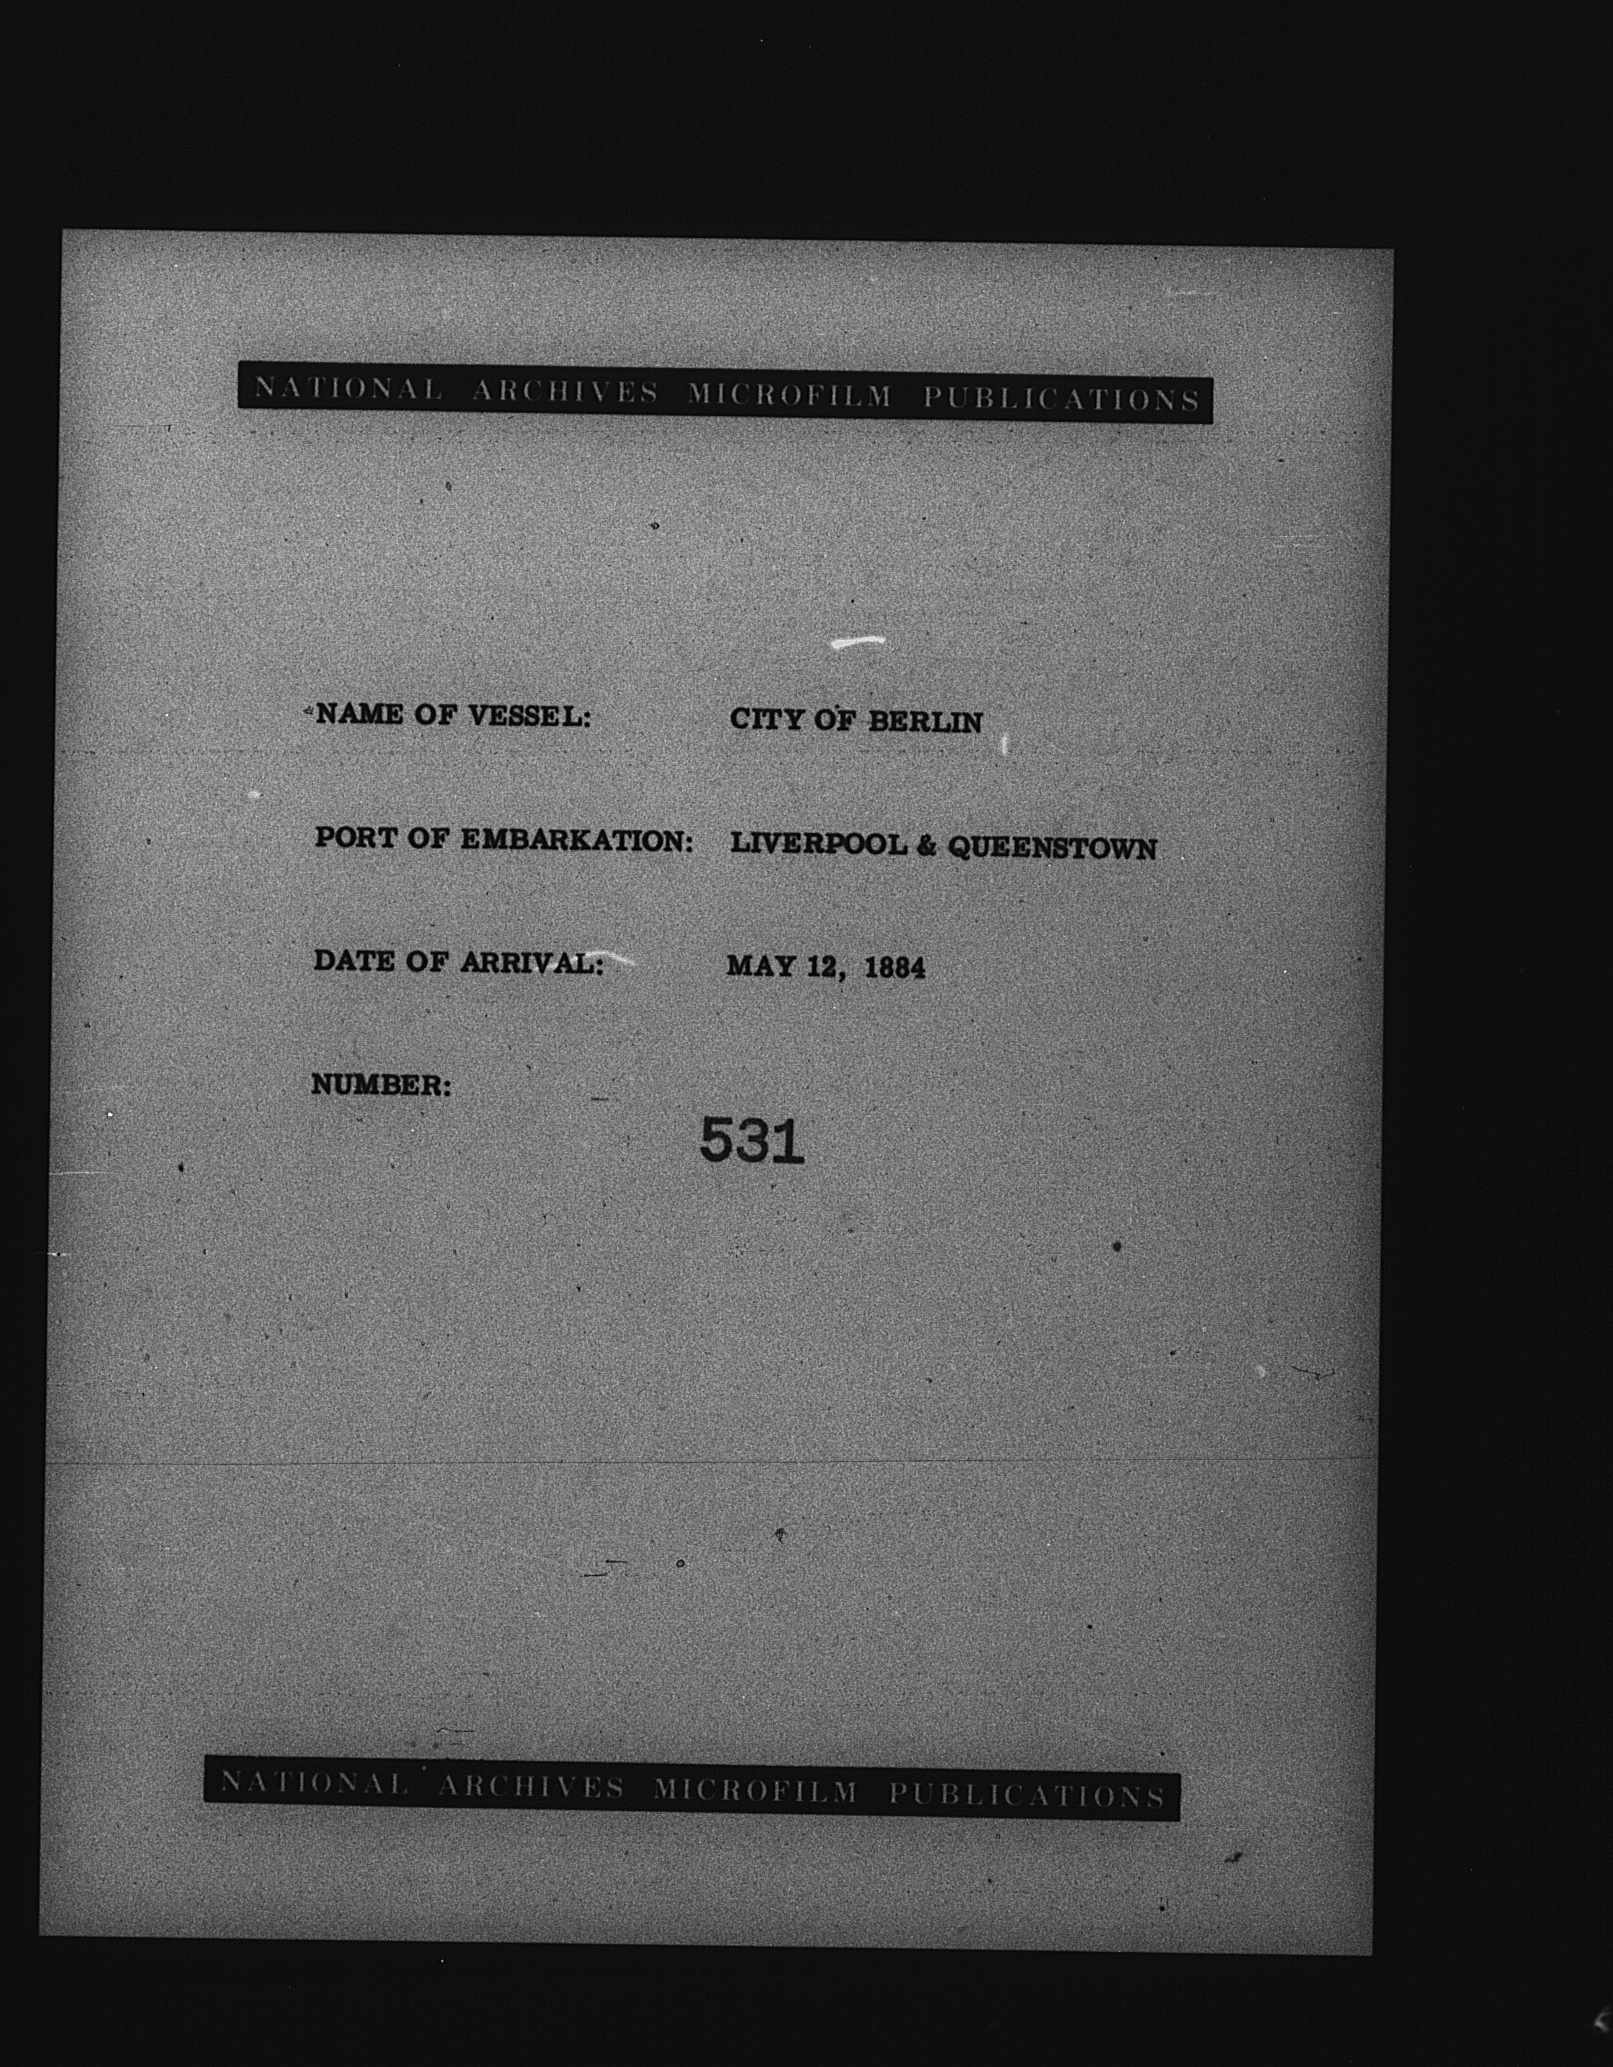 NATIONAL ARCHIVES MICROFILM PUBLICATIONS
NAME OF VESSEL: CITY OF BERLIN
PORT OF EMBARKATION: LIVERPOOL & QUEENSTOWN
DATE OF ARRIVAL: MAY 12, 1884
NUMBER:
531
NATIONAL ARCHIVES MICROFILM PUBLICATIONS